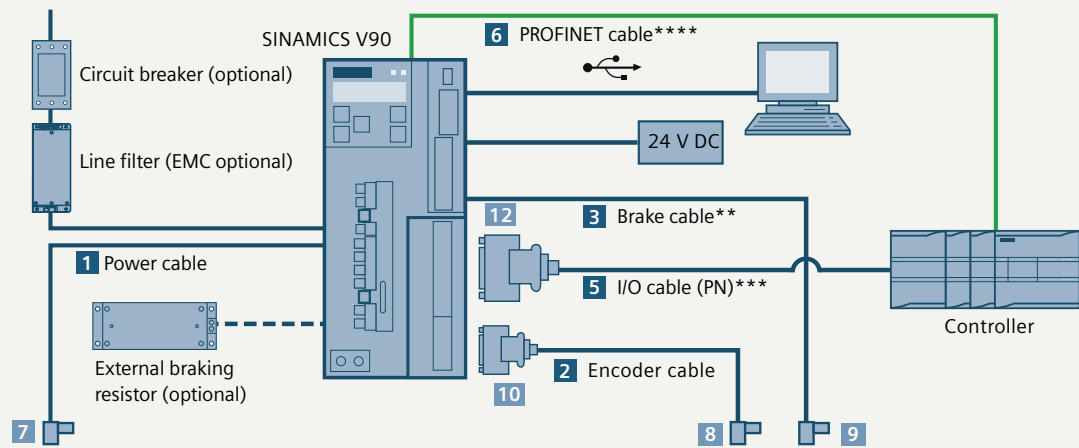 SINAMICS V90
6 PROFINET cable****
Circuit breaker (optional)
Line filter (EMC optional)
24 V DC
12
3 Brake cable**
1 Power cable
5 I/O cable (PN)***
Controller
External braking
resistor (optional)
2 Encoder cable
10
7
8
9